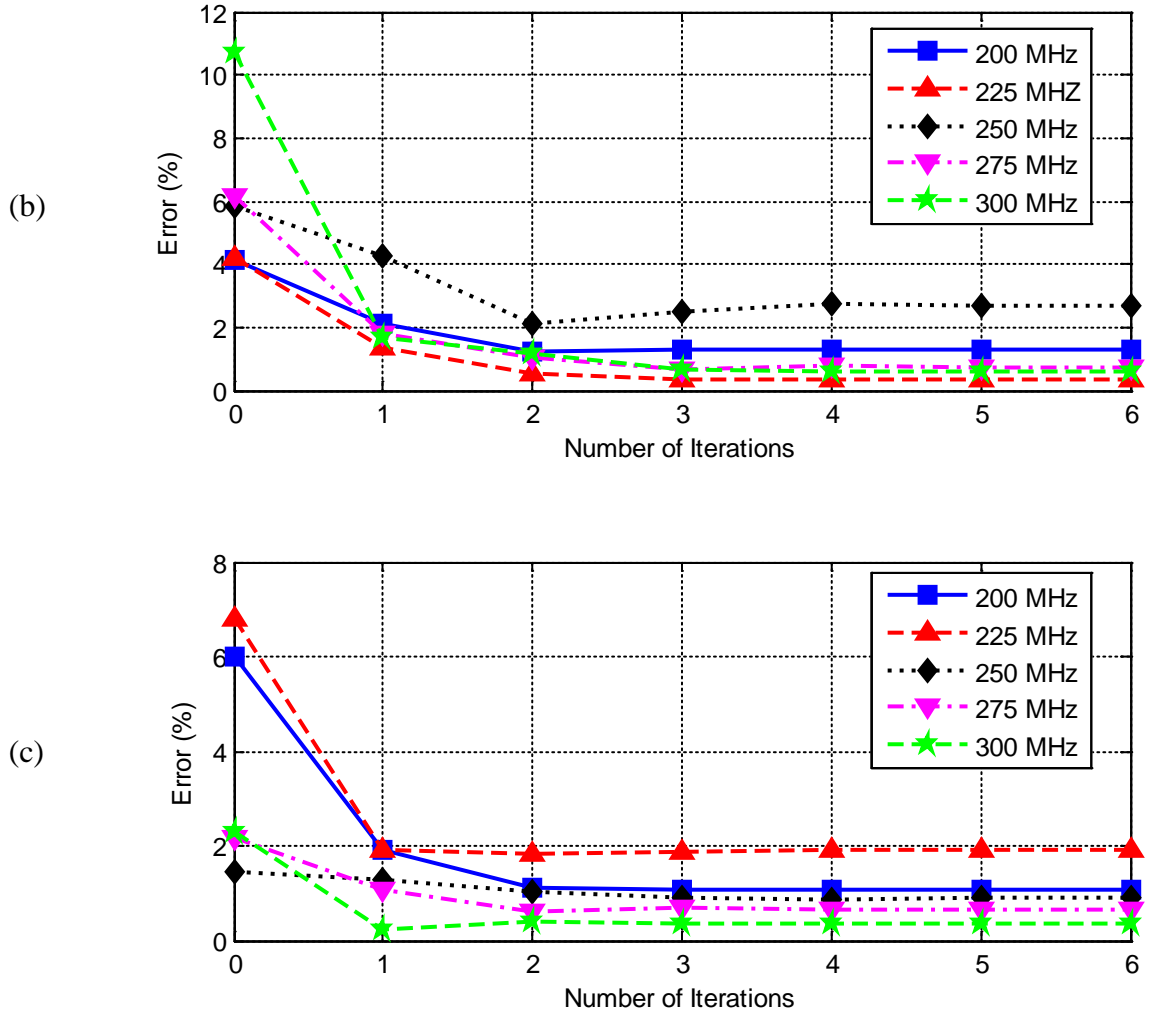 (b)
Error (%)
12
10
8
6
4
2
0
0 1 2 3 4 5 6
Number of Iterations
200 MHz
225 MHZ
250 MHz
275 MHz
300 MHz
(c)
Error (%)
8
6
4
2
0
0 1 2 3 4 5 6
Number of Iterations
200 MHz
225 MHz
250 MHz
275 MHz
300 MHz